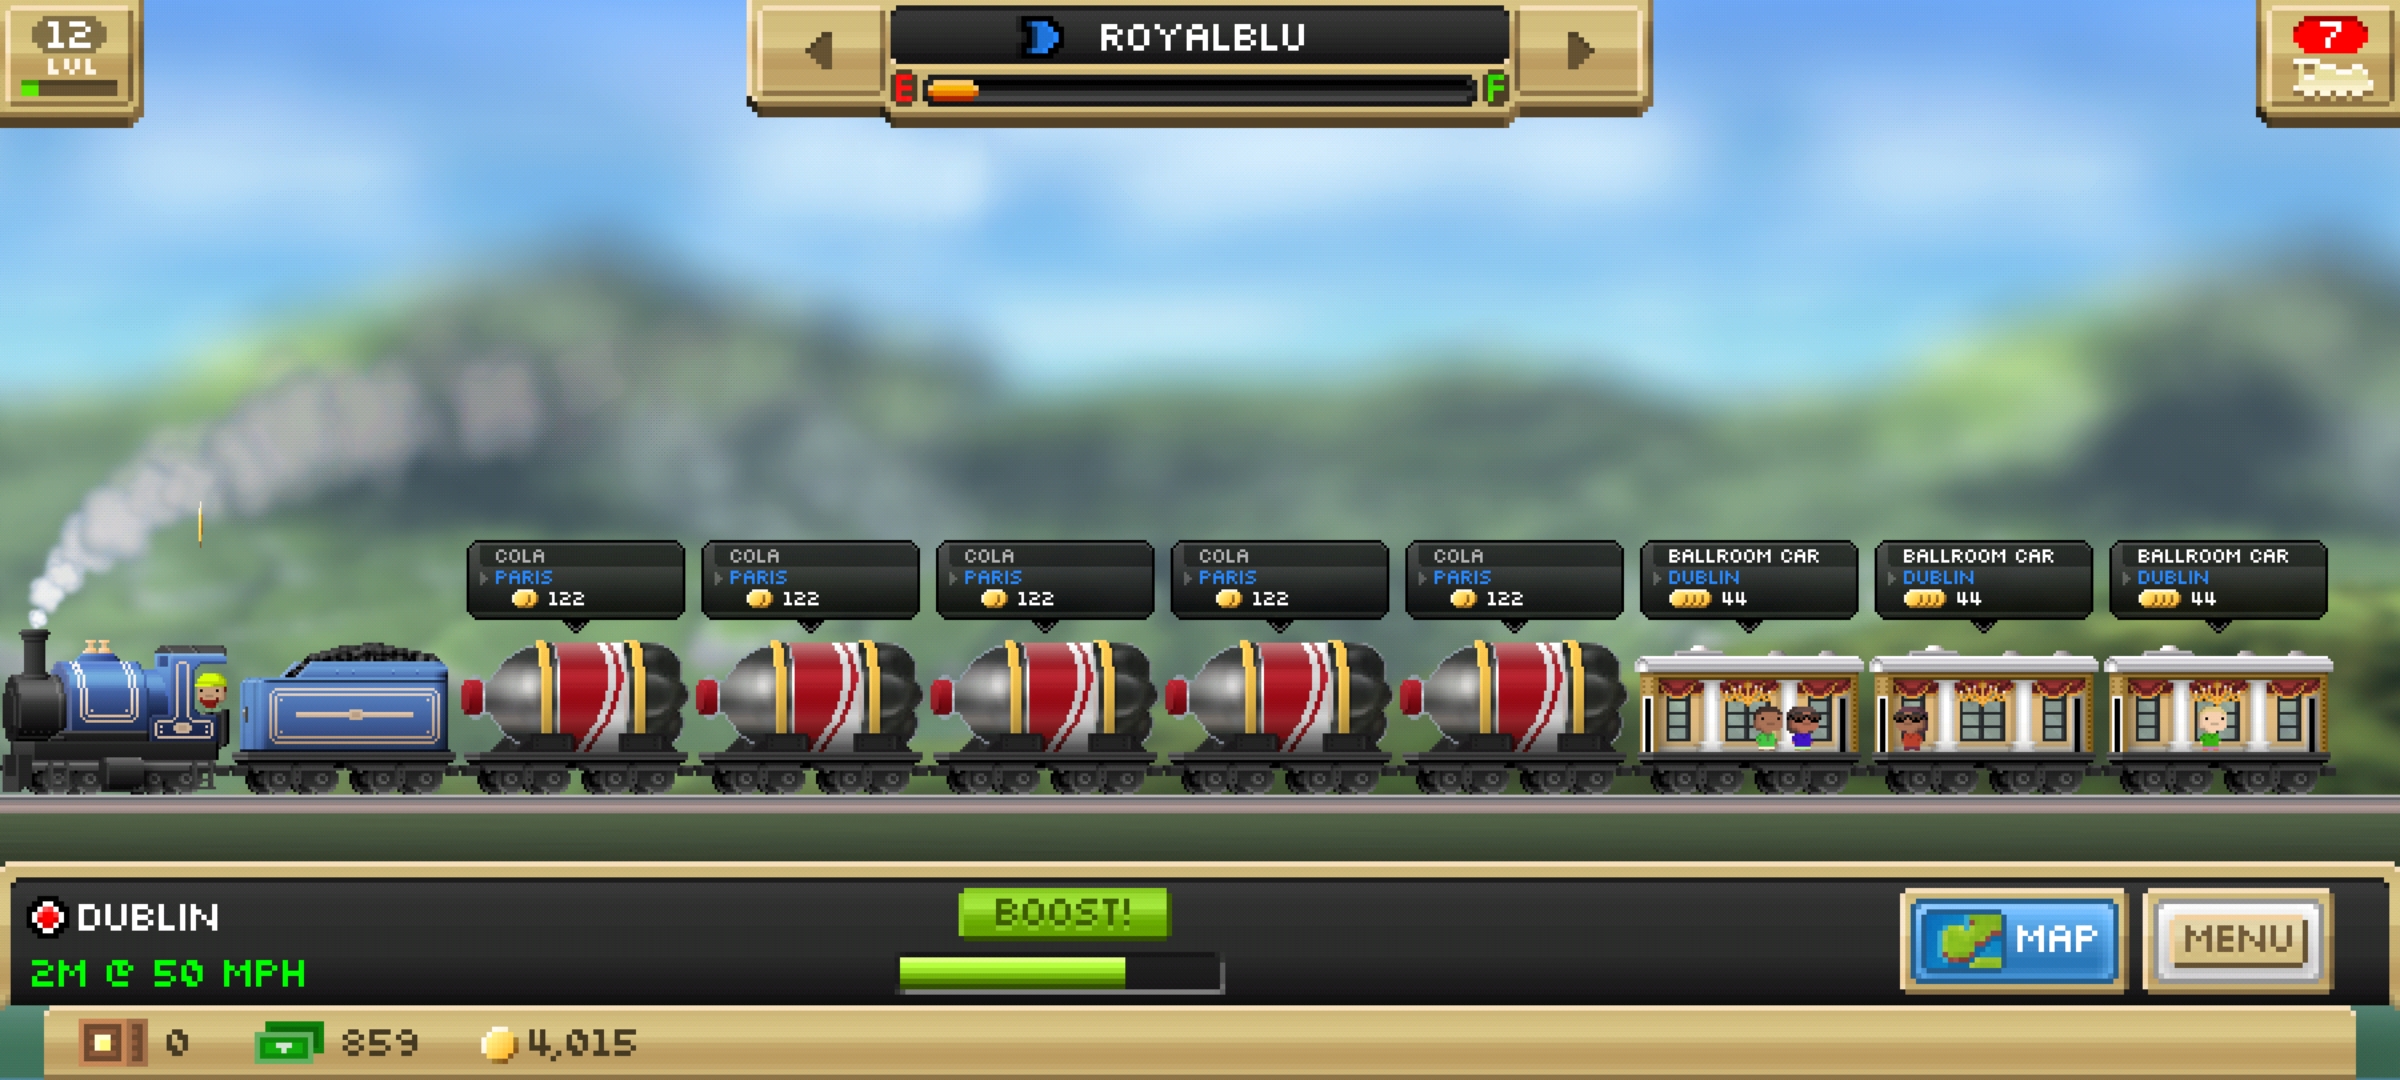 12
LVL
ROYALBLU
E
F
7
COLA
PARIS
122
COLA
PARIS
122
COLA
PARIS
122
COLA
PARIS
122
COLA
PARIS
122
BALLROOM CAR
DUBLIN
44
BALLROOM CAR
DUBLIN
44
BALLROOM CAR
DUBLIN
44
DUBLIN
2M @ 50 MPH
BOOST!
MAP
MENU
0
859
4,015